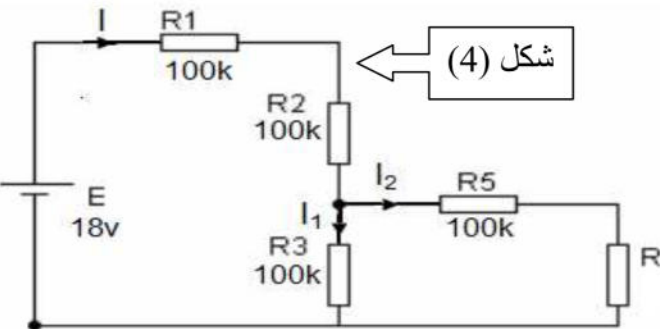 I R1
100k
شكل (4)
R2
100k
I₂ R5
100k
E
18v
I₁
R3
100k
R